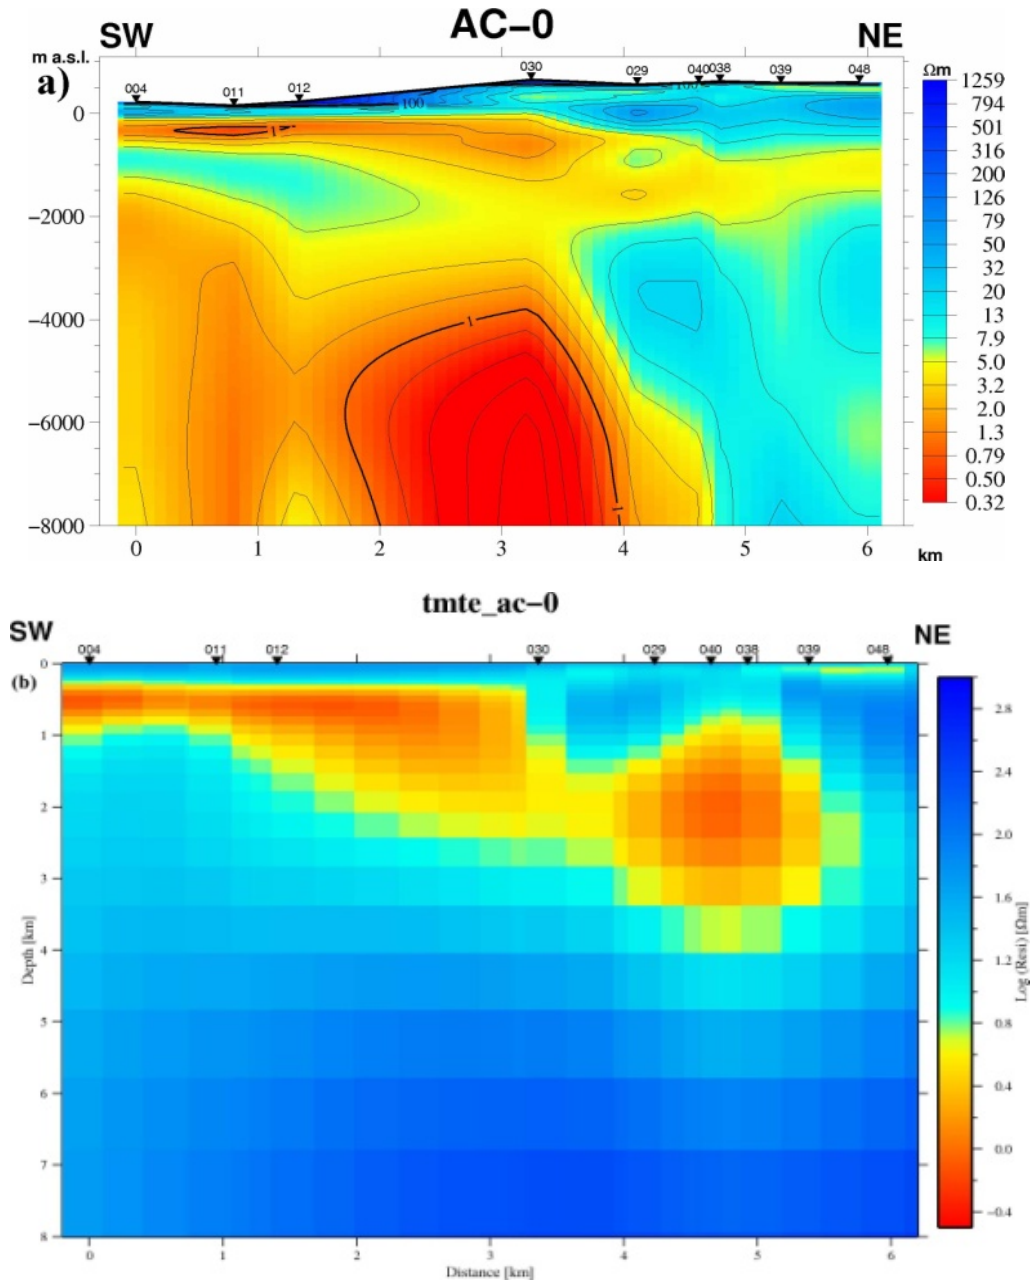 AC–0
SW NE
m a.s.l.
a)
004 011 012 030 029 040 038 039 048
100 100
1
1
1
0
−2000
−4000
−6000
−8000
0 1 2 3 4 5 6
km
Ωm
1259
794
501
316
200
126
79
50
32
20
13
7.9
5.0
3.2
2.0
1.3
0.79
0.50
0.32
tmte_ac−0
SW NE
(b)
004 011 012 030 029 040 038 039 048
0
1
2
3
4
5
6
7
8
Depth [km]
0 1 2 3 4 5 6
Distance [km]
2.8
2.4
2.0
1.6
1.2
0.8
0.4
0.0
−0.4
Log (Resi) [Ωm]